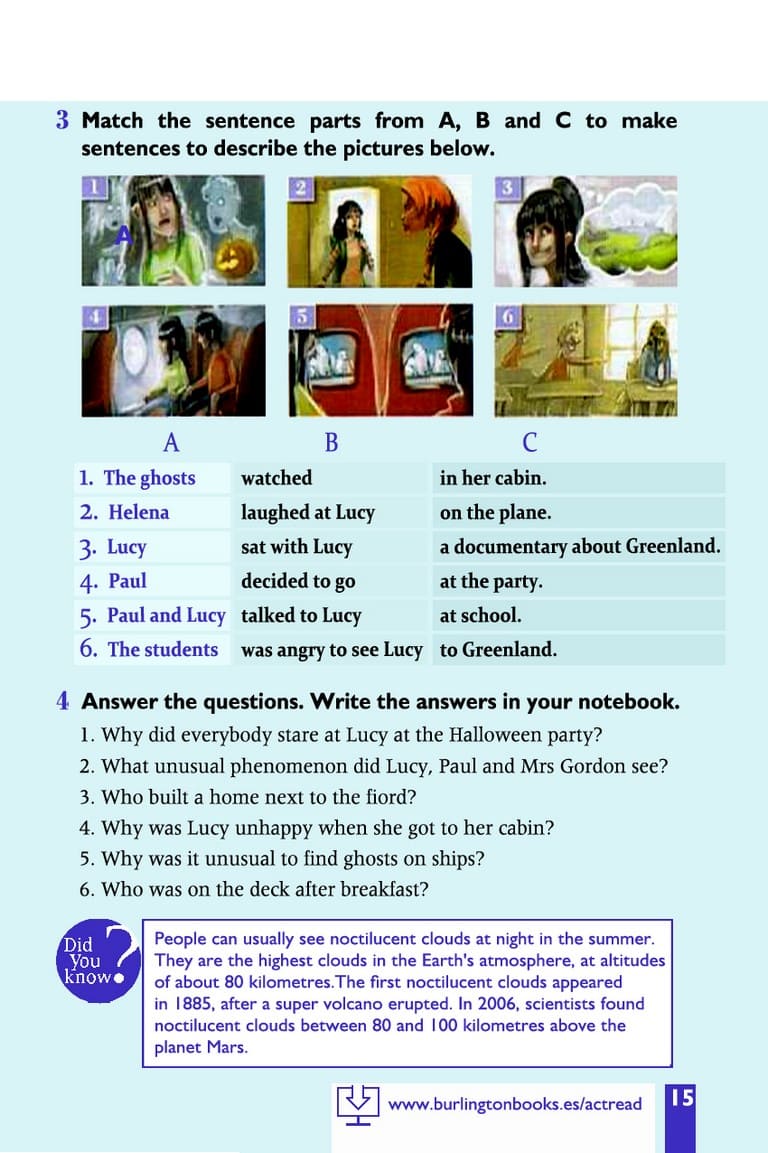 3 Match the sentence parts from A, B and C to make
sentences to describe the pictures below.
1
A
2
3
4
5
6
A B C
1. The ghosts watched in her cabin.
2. Helena laughed at Lucy on the plane.
3. Lucy sat with Lucy a documentary about Greenland.
4. Paul decided to go at the party.
5. Paul and Lucy talked to Lucy at school.
6. The students was angry to see Lucy to Greenland.
4 Answer the questions. Write the answers in your notebook.
1. Why did everybody stare at Lucy at the Halloween party?
2. What unusual phenomenon did Lucy, Paul and Mrs Gordon see?
3. Who built a home next to the fiord?
4. Why was Lucy unhappy when she got to her cabin?
5. Why was it unusual to find ghosts on ships?
6. Who was on the deck after breakfast?
Did
You
know?
People can usually see noctilucent clouds at night in the summer.
They are the highest clouds in the Earth's atmosphere, at altitudes
of about 80 kilometres.The first noctilucent clouds appeared
in 1885, after a super volcano erupted. In 2006, scientists found
noctilucent clouds between 80 and 100 kilometres above the
planet Mars.
www.burlingtonbooks.es/actread
15